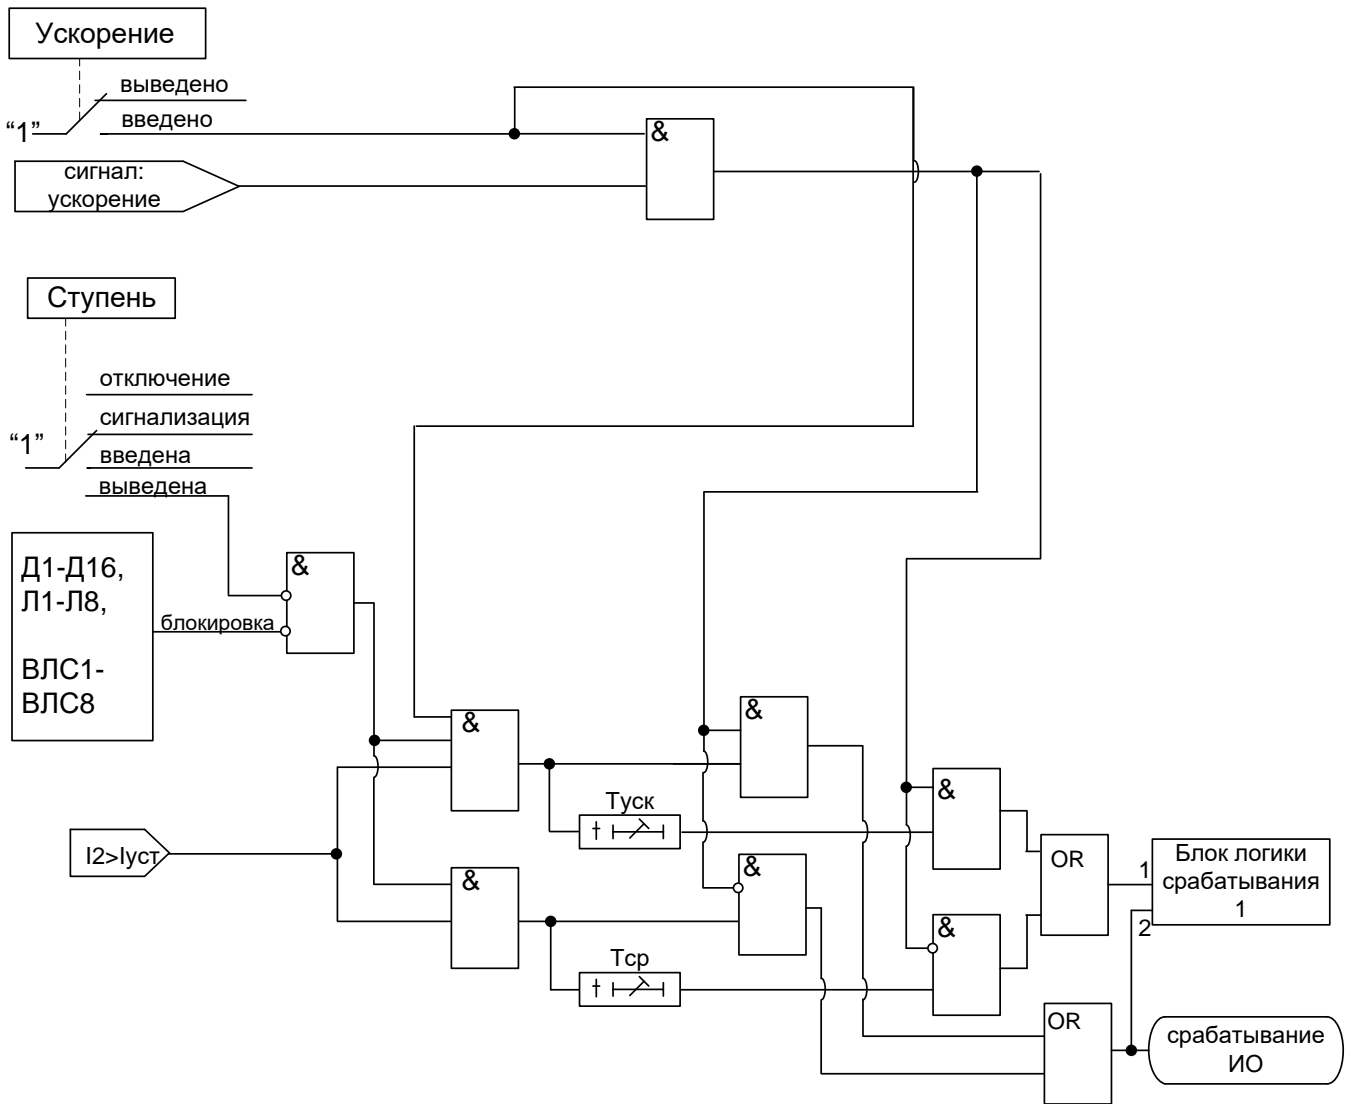 Ускорение
выведено
“1”
введено
&
сигнал:
ускорение
Ступень
отключение
сигнализация
“1”
введена
выведена
Д1-Д16,
Л1-Л8,
ВЛС1-
ВЛС8
&
блокировка
&
&
&
Туск
I2>Iуст
&
&
OR
1
2
Блок логики
срабатывания
1
&
&
Тср
OR
срабатывание
ИО